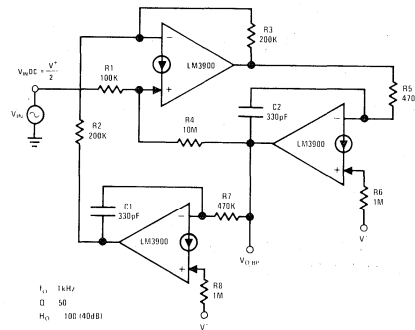 R3
200K
V_IN DC = V+/2
LM3900
R1
100K
R5
470
V_IN
R2
200K
C2
330pF
R4
10M
LM3900
C1
330pF
R7
470K
R6
1M
LM3900
V_O BP
R8
1M
f_O 1kHz
Q 50
H_O 100 (40dB)